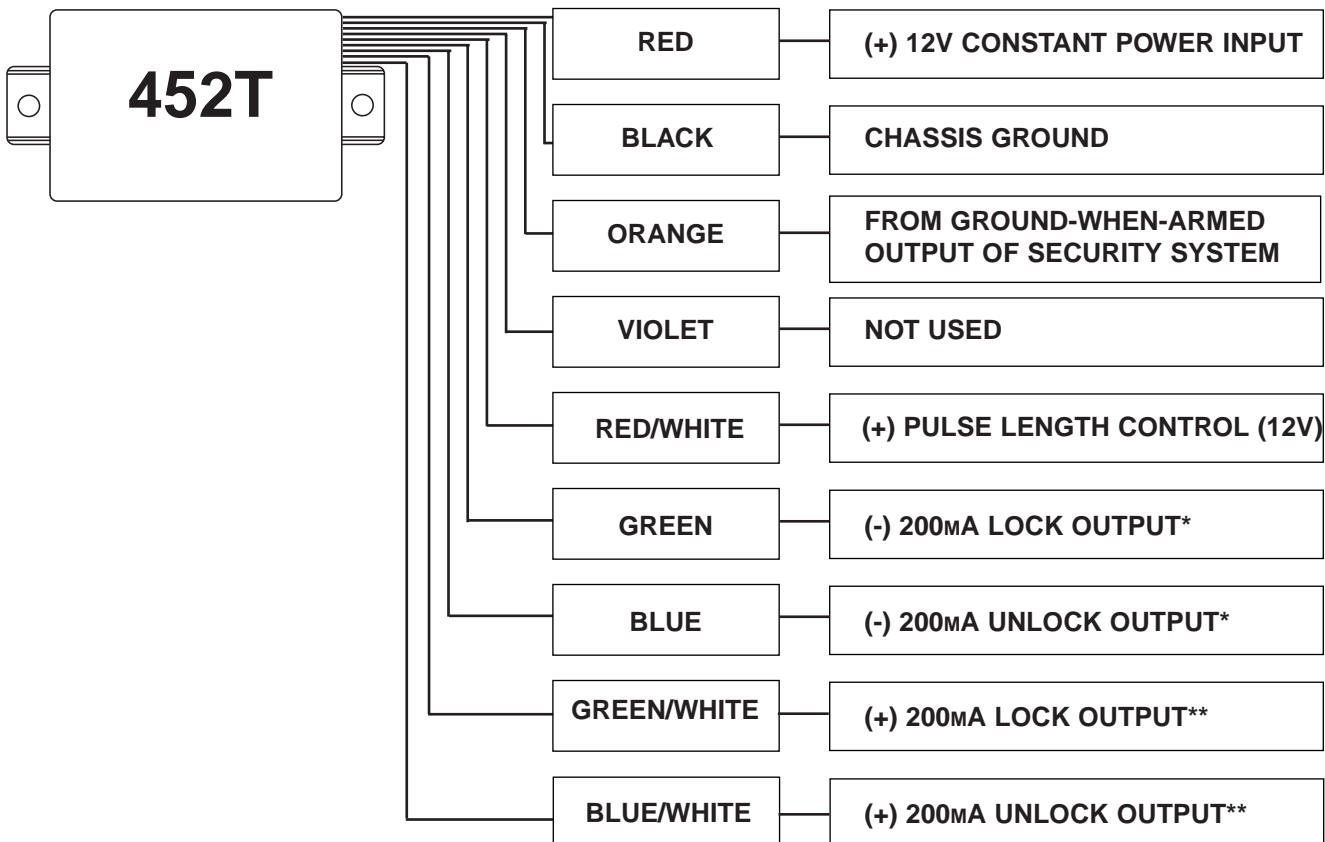 452T
RED
(+) 12V CONSTANT POWER INPUT
BLACK
CHASSIS GROUND
ORANGE
FROM GROUND-WHEN-ARMED
OUTPUT OF SECURITY SYSTEM
VIOLET
NOT USED
RED/WHITE
(+) PULSE LENGTH CONTROL (12V)
GREEN
(-) 200MA LOCK OUTPUT*
BLUE
(-) 200MA UNLOCK OUTPUT*
GREEN/WHITE
(+) 200MA LOCK OUTPUT**
BLUE/WHITE
(+) 200MA UNLOCK OUTPUT**